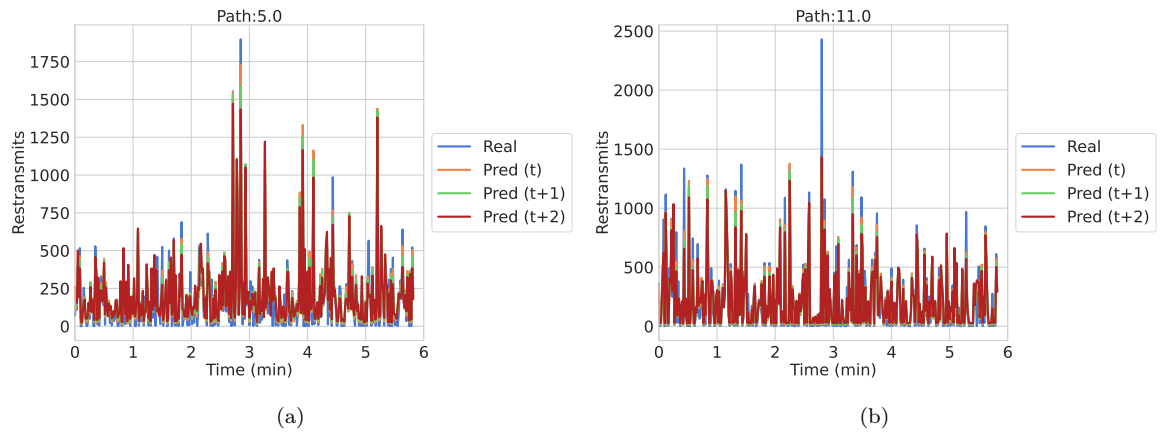 Path:5.0
Restransmits
1750
1500
1250
1000
750
500
250
0
0 1 2 3 4 5 6
Time (min)
Real
Pred (t)
Pred (t+1)
Pred (t+2)
(a)
Path:11.0
Restransmits
2500
2000
1500
1000
500
0
0 1 2 3 4 5 6
Time (min)
Real
Pred (t)
Pred (t+1)
Pred (t+2)
(b)